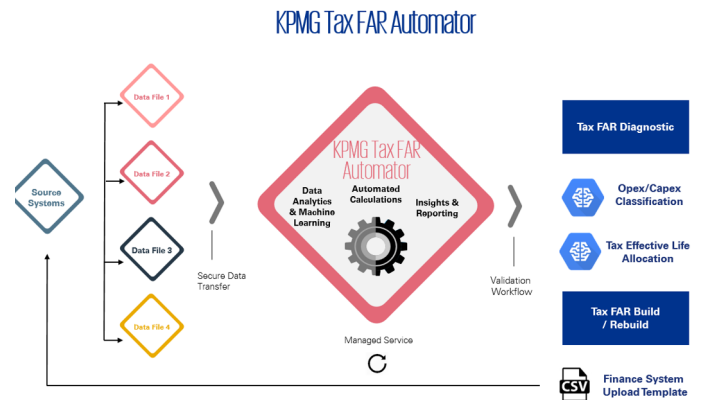 KPMG Tax FAR Automator
Data File 1
Data File 2
Source
Systems
Data File 3
Data File 4
Secure Data
Transfer
KPMG Tax FAR
Automator
Data
Analytics
& Machine
Learning
Automated
Calculations
Insights &
Reporting
Managed Service
Validation
Workflow
Tax FAR Diagnostic
Opex/Capex
Classification
Tax Effective Life
Allocation
Tax FAR Build
/ Rebuild
CSV
Finance System
Upload Template